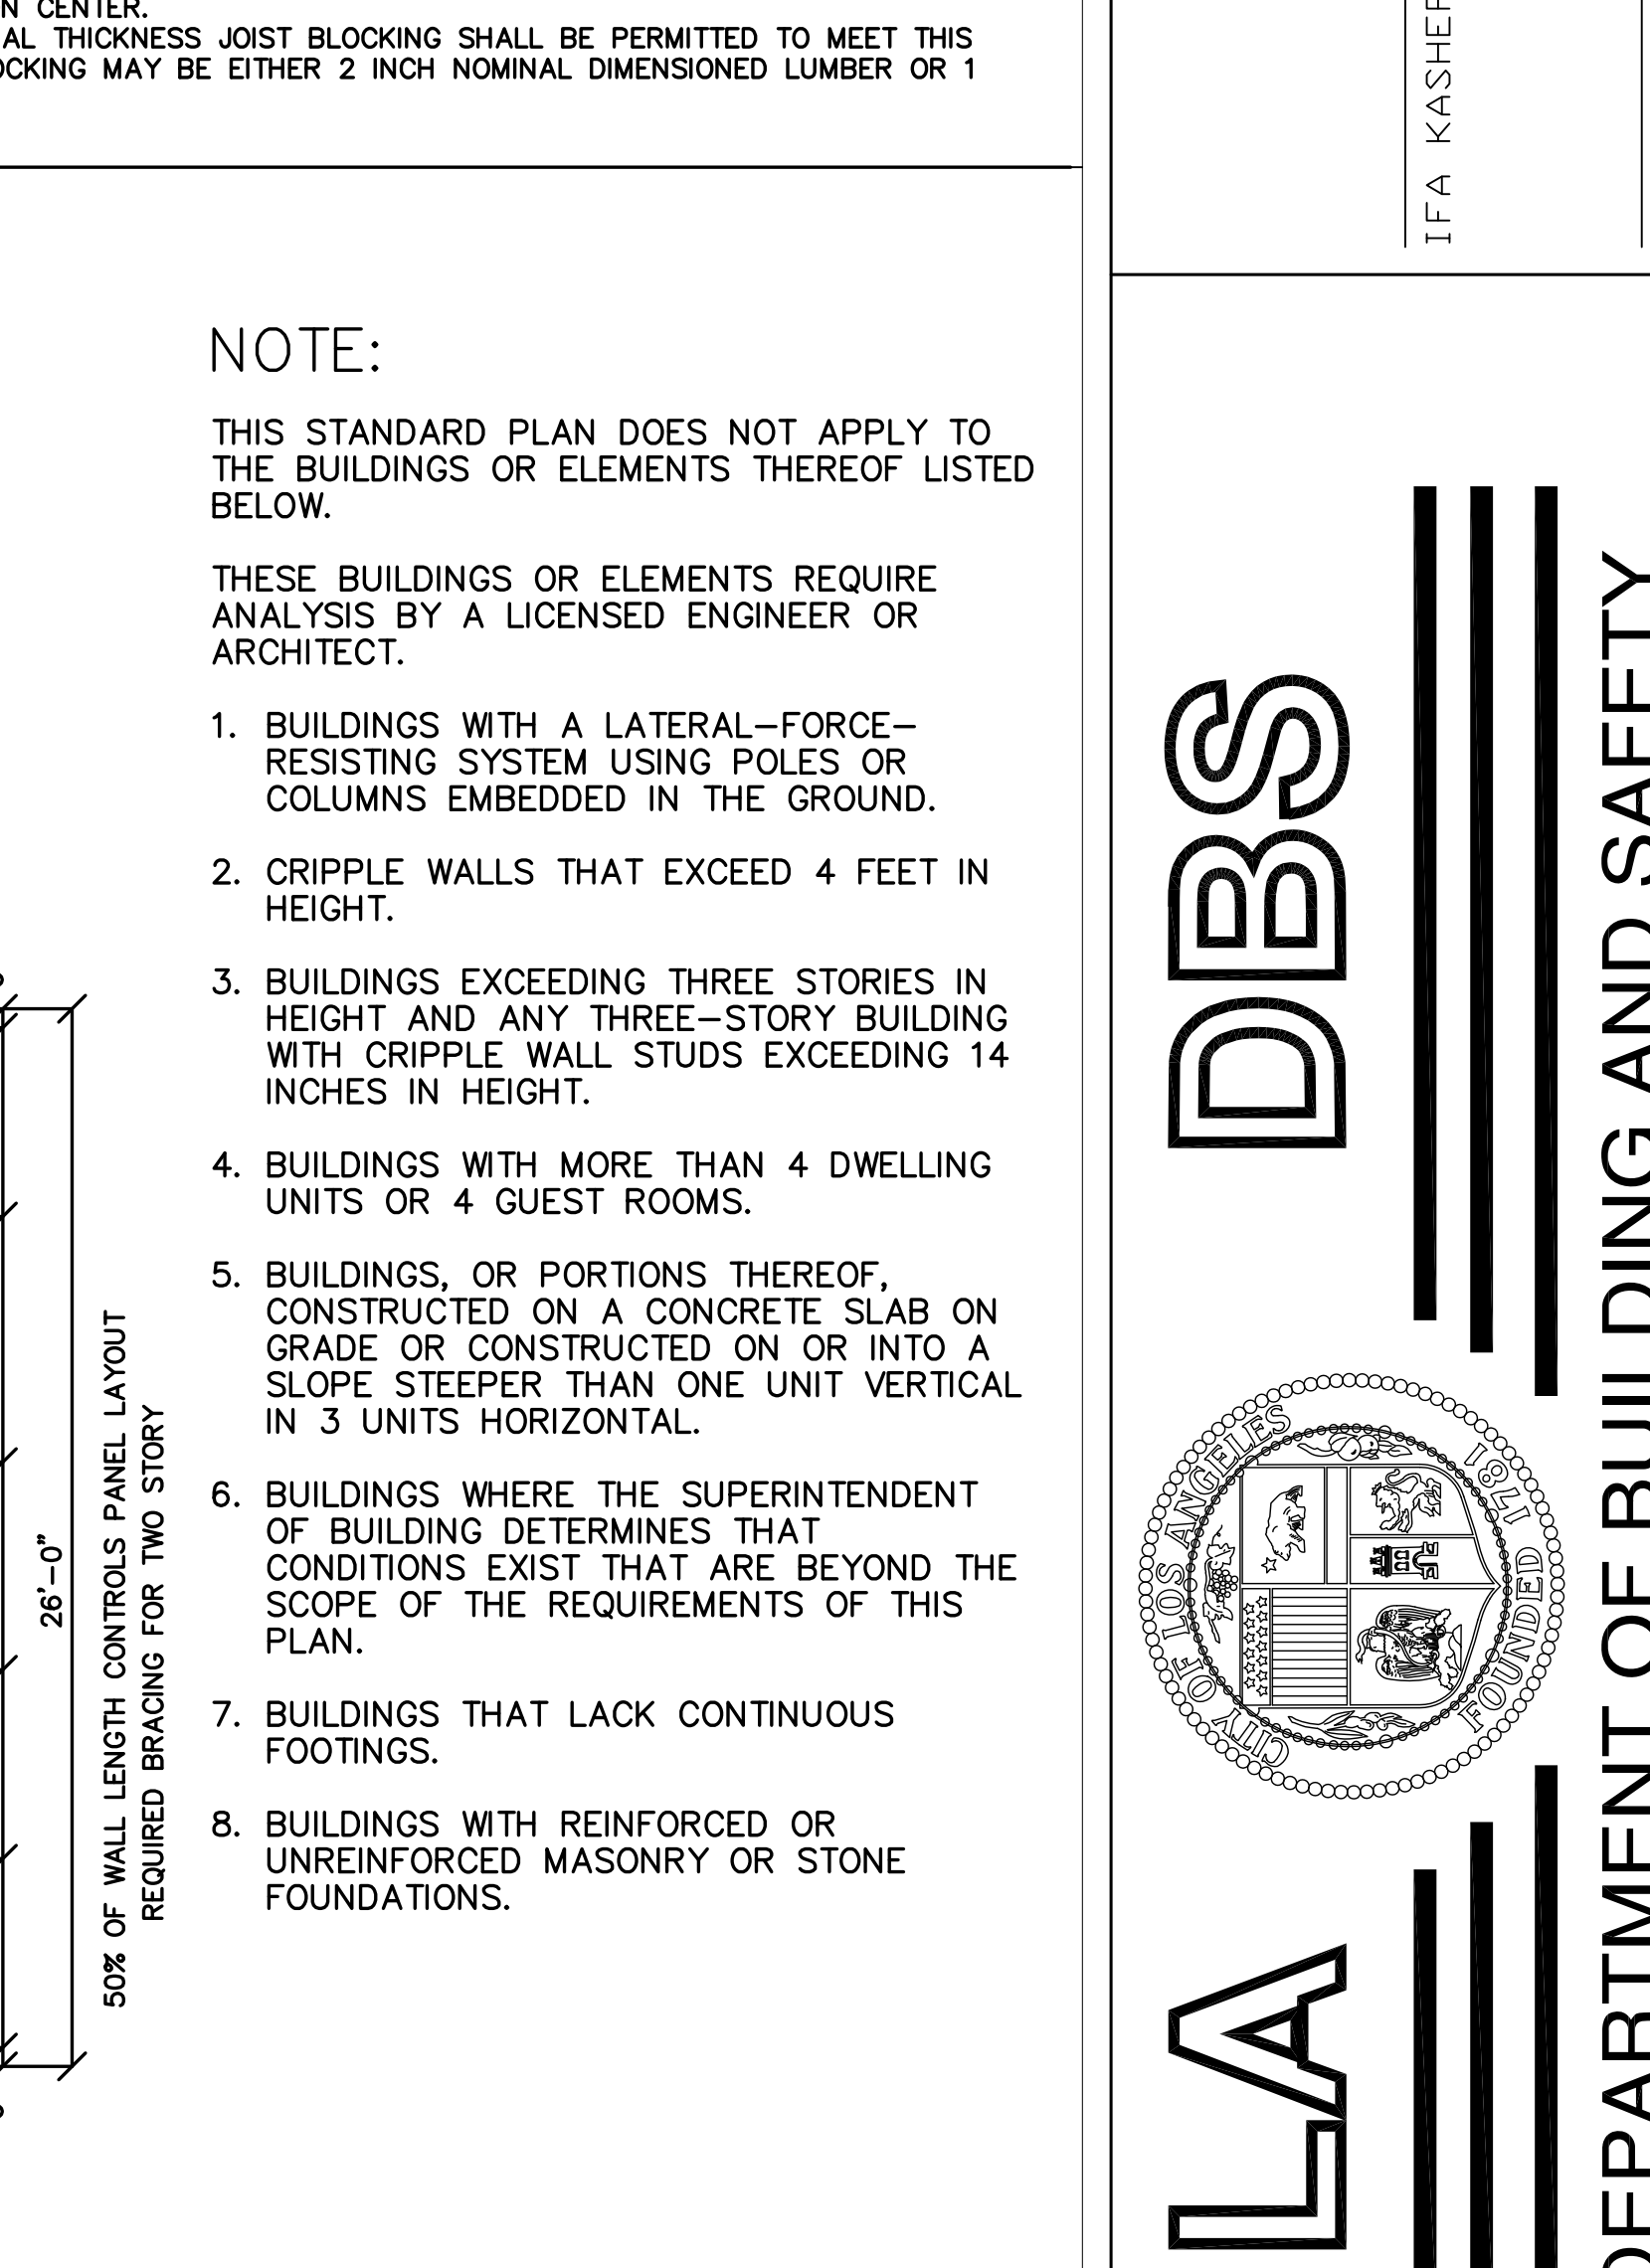 N CENTER.
AL THICKNESS JOIST BLOCKING SHALL BE PERMITTED TO MEET THIS
OCKING MAY BE EITHER 2 INCH NOMINAL DIMENSIONED LUMBER OR 1
NOTE:
THIS STANDARD PLAN DOES NOT APPLY TO
THE BUILDINGS OR ELEMENTS THEREOF LISTED
BELOW.
THESE BUILDINGS OR ELEMENTS REQUIRE
ANALYSIS BY A LICENSED ENGINEER OR
ARCHITECT.
1. BUILDINGS WITH A LATERAL-FORCE-
RESISTING SYSTEM USING POLES OR
COLUMNS EMBEDDED IN THE GROUND.
2. CRIPPLE WALLS THAT EXCEED 4 FEET IN
HEIGHT.
3. BUILDINGS EXCEEDING THREE STORIES IN
HEIGHT AND ANY THREE-STORY BUILDING
WITH CRIPPLE WALL STUDS EXCEEDING 14
INCHES IN HEIGHT.
4. BUILDINGS WITH MORE THAN 4 DWELLING
UNITS OR 4 GUEST ROOMS.
5. BUILDINGS, OR PORTIONS THEREOF,
CONSTRUCTED ON A CONCRETE SLAB ON
GRADE OR CONSTRUCTED ON OR INTO A
SLOPE STEEPER THAN ONE UNIT VERTICAL
IN 3 UNITS HORIZONTAL.
6. BUILDINGS WHERE THE SUPERINTENDENT
OF BUILDING DETERMINES THAT
CONDITIONS EXIST THAT ARE BEYOND THE
SCOPE OF THE REQUIREMENTS OF THIS
PLAN.
7. BUILDINGS THAT LACK CONTINUOUS
FOOTINGS.
8. BUILDINGS WITH REINFORCED OR
UNREINFORCED MASONRY OR STONE
FOUNDATIONS.
26'-0"
50% OF WALL LENGTH CONTROLS PANEL LAYOUT
REQUIRED BRACING FOR TWO STORY
IFA KASHEF
LA DBS
CITY OF LOS ANGELES
FOUNDED 1871
DEPARTMENT OF BUILDING AND SAFETY